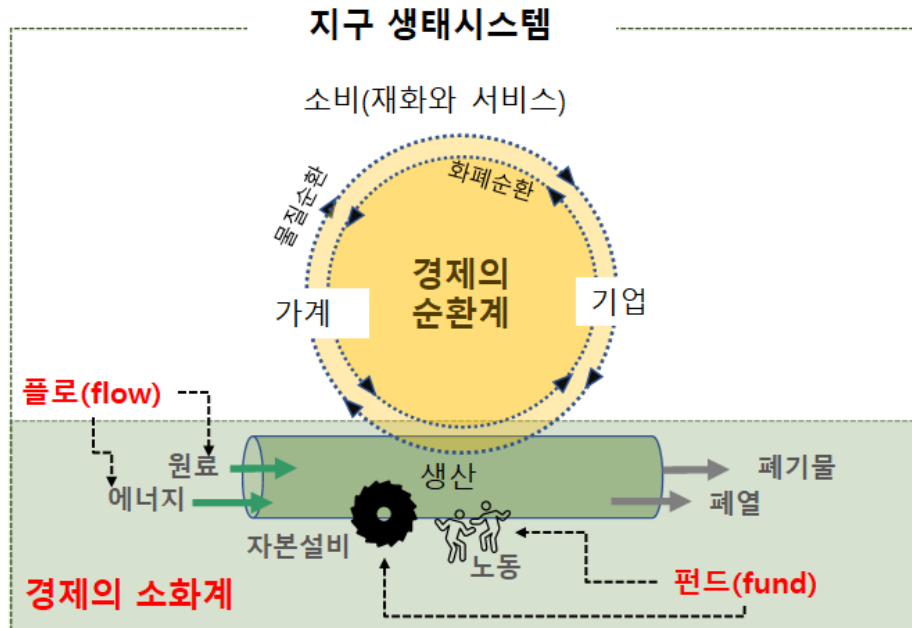 지구 생태시스템
소비(재화와 서비스)
물질순환
화폐순환
경제의
순환계
가계
기업
플로(flow)
원료
에너지
생산
폐기물
폐열
자본설비
노동
펀드(fund)
경제의 소화계